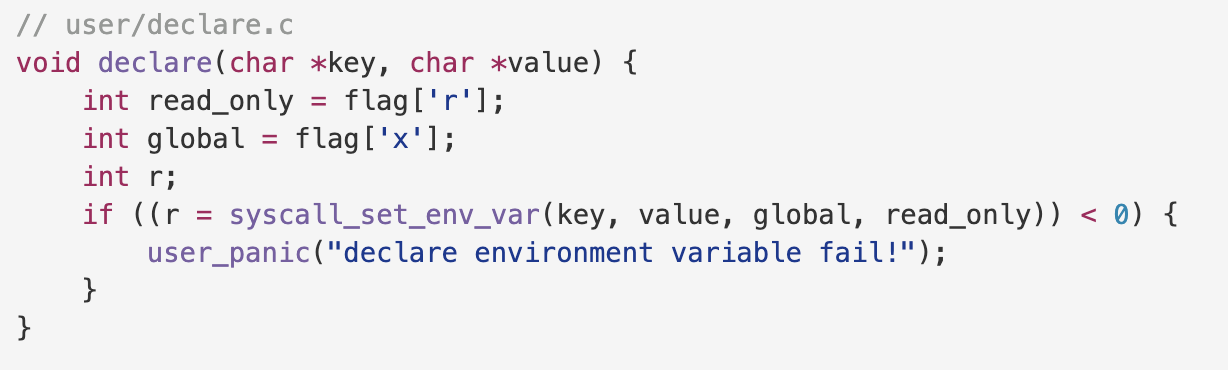 // user/declare.c
void declare(char *key, char *value) {
    int read_only = flag['r'];
    int global = flag['x'];
    int r;
    if ((r = syscall_set_env_var(key, value, global, read_only)) < 0) {
        user_panic("declare environment variable fail!");
    }
}